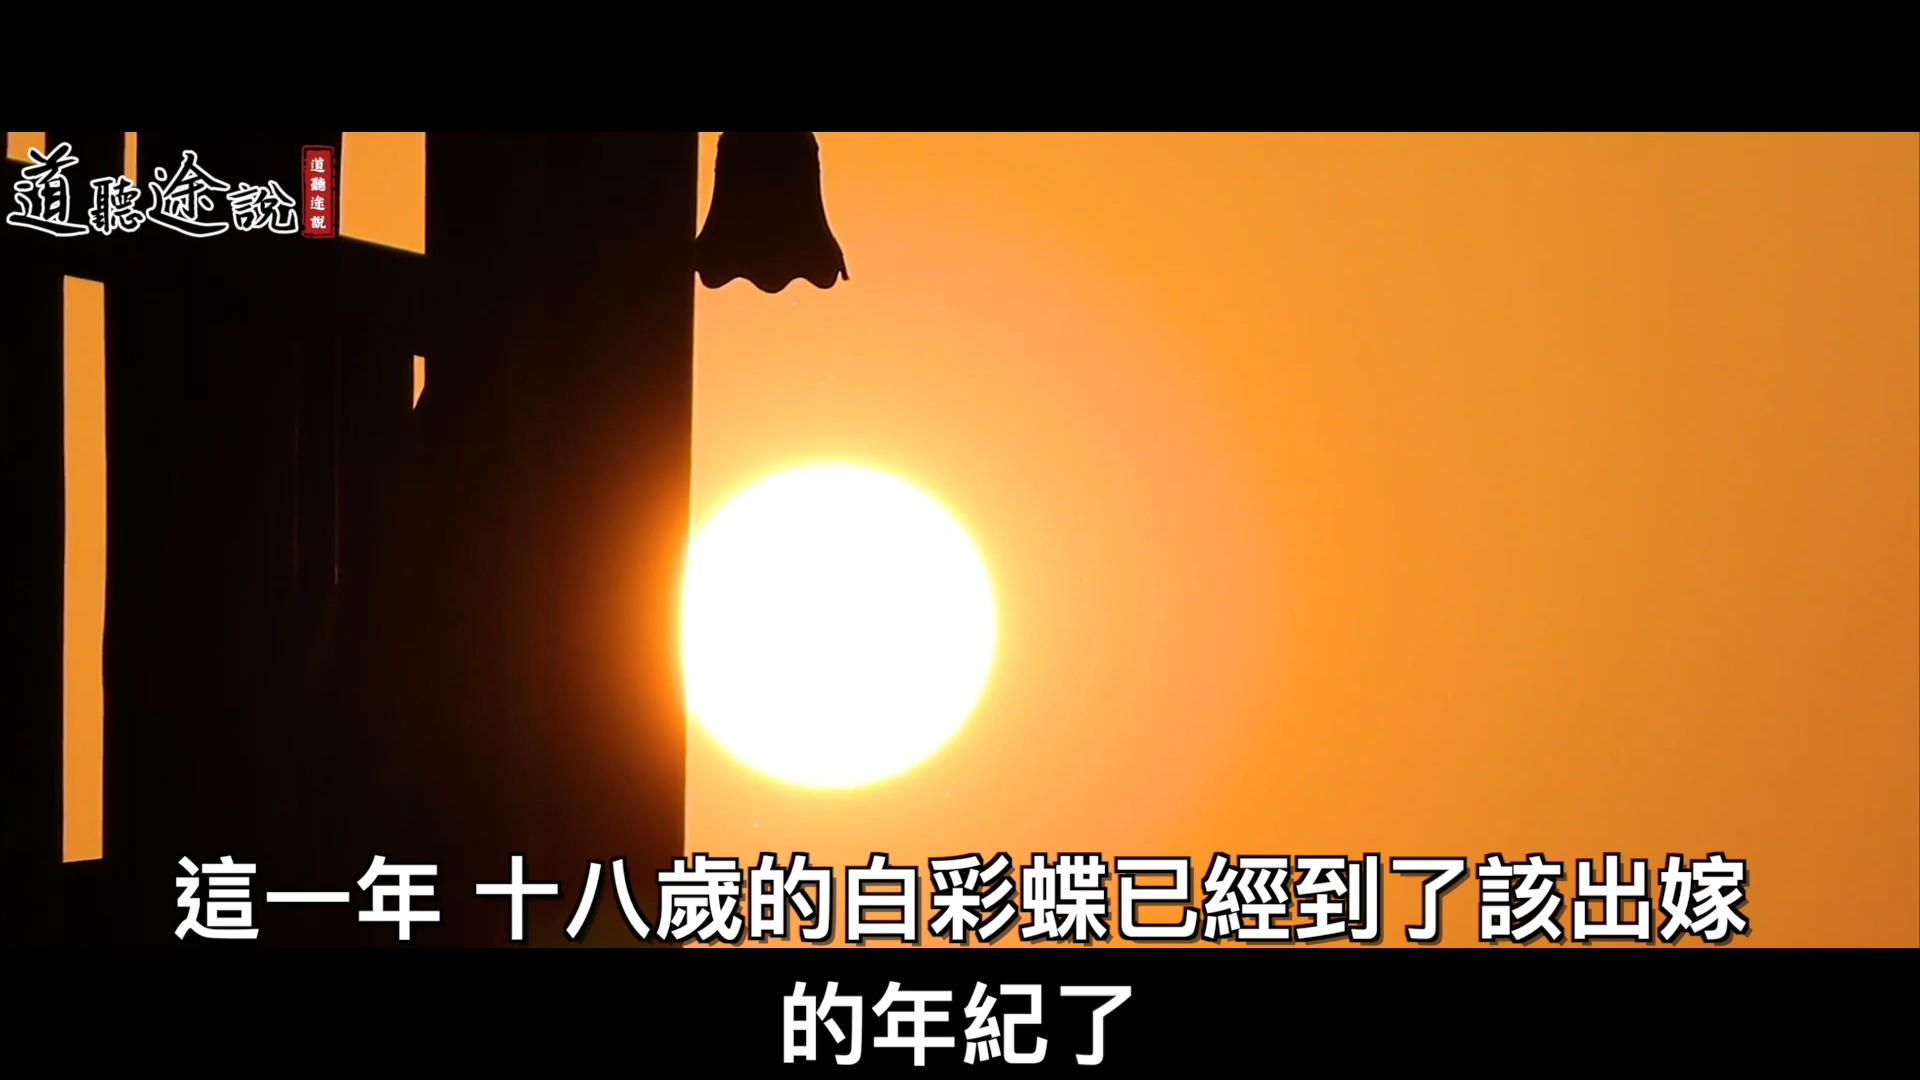 道聽途說
道聽途說
這一年 十八歲的白彩蝶已經到了該出嫁
的年紀了